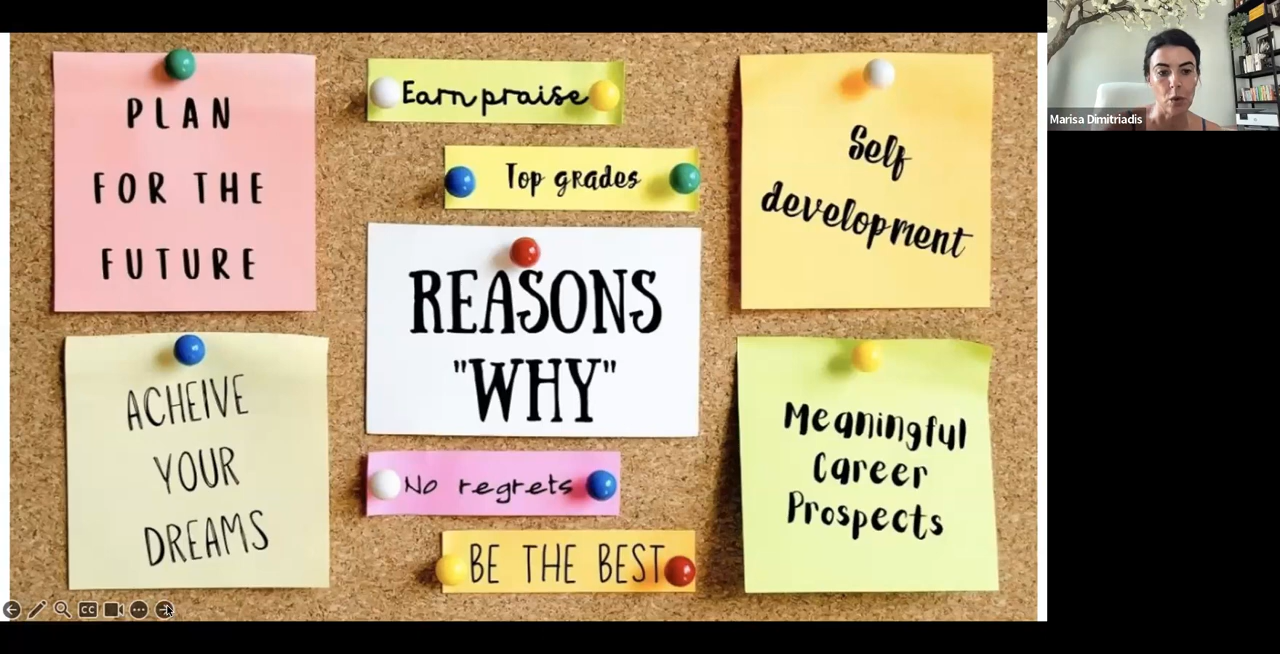 PLAN
FOR THE
FUTURE
Earn praise
Top grades
Self
development
REASONS
"WHY"
ACHEIVE
YOUR
DREAMS
No regrets
BE THE BEST
Meaningful
Career
Prospects
CC
Marisa Dimitriadis